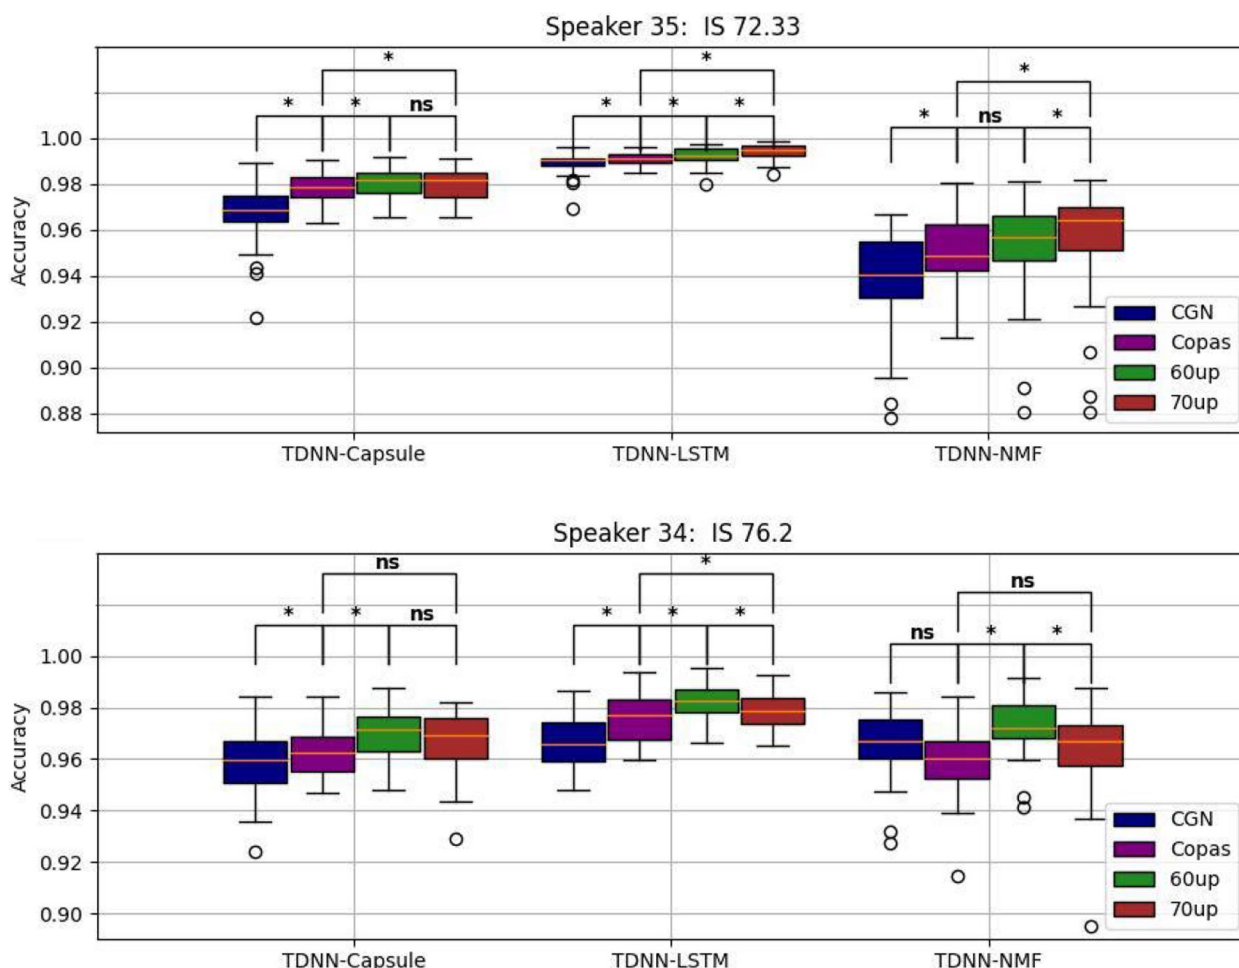 Speaker 35: IS 72.33
*
*
*
* * ns
* * *
* ns *
1.00
0.98
0.96
0.94
0.92
0.90
0.88
Accuracy
CGN
Copas
60up
70up
TDNN-Capsule
TDNN-LSTM
TDNN-NMF
Speaker 34: IS 76.2
ns
*
ns
* * ns
* * *
ns * *
1.00
0.98
0.96
0.94
0.92
0.90
Accuracy
CGN
Copas
60up
70up
TDNN-Capsule
TDNN-LSTM
TDNN-NMF